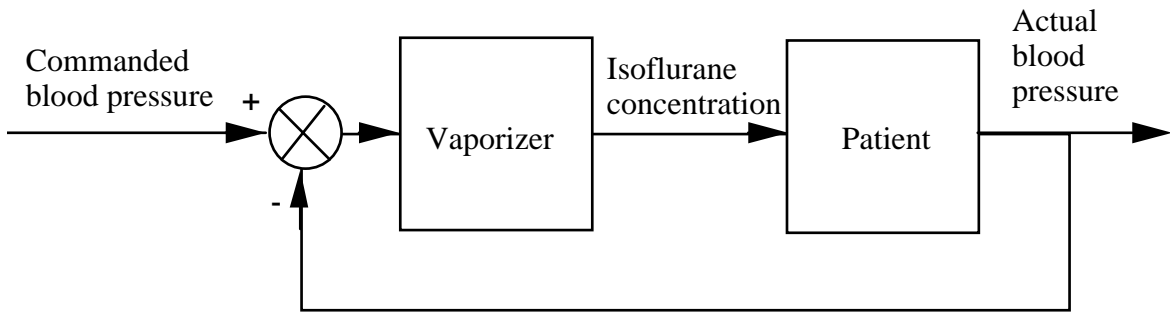 Commanded
blood pressure
+
-
Vaporizer
Isoflurane
concentration
Patient
Actual
blood
pressure